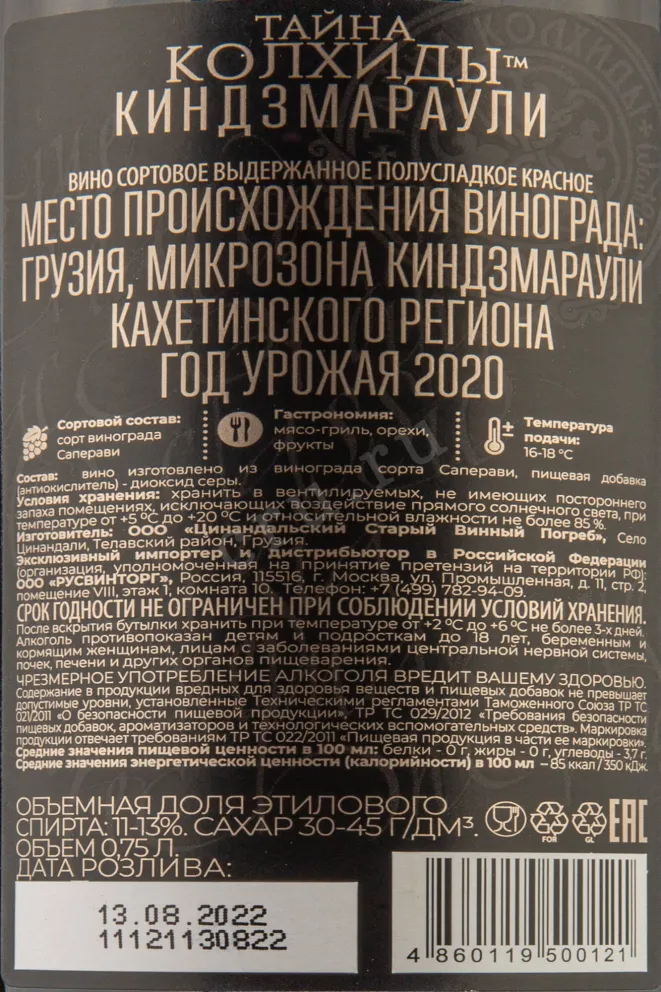 ТАЙНА
КОЛХИДЫ™
КИНДЗМАРАУЛИ
ВИНО СОРТОВОЕ ВЫДЕРЖАННОЕ ПОЛУСЛАДКОЕ КРАСНОЕ
МЕСТО ПРОИСХОЖДЕНИЯ ВИНОГРАДА:
ГРУЗИЯ, МИКРОЗОНА КИНДЗМАРАУЛИ
КАХЕТИНСКОГО РЕГИОНА
ГОД УРОЖАЯ 2020
Сортовой состав:
сорт винограда
Саперави
Гастрономия:
мясо-гриль, орехи,
фрукты
Температура
подачи:
16-18 °C
Состав: вино изготовлено из винограда сорта Саперави, пищевая добавка
(антиокислитель) - диоксид серы.
Условия хранения: хранить в вентилируемых, не имеющих постороннего
запаха помещениях, исключающих воздействие прямого солнечного света, при
температуре от +5 °C до +20 °C и относительной влажности не более 85 %.
Изготовитель: ООО «Цинандальский Старый Винный Погреб», Село
Цинандали, Телавский район, Грузия.
Эксклюзивный импортер и дистрибьютор в Российской Федерации
(организация, уполномоченная на принятие претензий на территории РФ):
ООО «РУСВИНТОРГ», Россия, 115516, г. Москва, ул. Промышленная, д. 11, стр. 2,
помещение VIII, этаж 1, комната 10. Телефон: +7 (499) 782-94-09.
СРОК ГОДНОСТИ НЕ ОГРАНИЧЕН ПРИ СОБЛЮДЕНИИ УСЛОВИЙ ХРАНЕНИЯ.
После вскрытия бутылки хранить при температуре от +2 °C до +6 °C не более 3-х дней.
Алкоголь противопоказан детям и подросткам до 18 лет, беременным и
кормящим женщинам, лицам с заболеваниями центральной нервной системы,
почек, печени и других органов пищеварения.
ЧРЕЗМЕРНОЕ УПОТРЕБЛЕНИЕ АЛКОГОЛЯ ВРЕДИТ ВАШЕМУ ЗДОРОВЬЮ.
Содержание в продукции вредных для здоровья веществ и пищевых добавок не превышает
допустимые уровни, установленные Техническими регламентами Таможенного Союза ТР ТС
021/2011 «О безопасности пищевой продукции», ТР ТС 029/2012 «Требования безопасности
пищевых добавок, ароматизаторов и технологических вспомогательных средств». Маркировка
продукции отвечает требованиям ТР ТС 022/2011 «Пищевая продукция в части ее маркировки».
Средние значения пищевой ценности в 100 мл: белки - 0 г, жиры - 0 г, углеводы - 3,7 г.
Средние значения энергетической ценности (калорийности) в 100 мл – 85 ккал / 350 кДж.
ОБЪЕМНАЯ ДОЛЯ ЭТИЛОВОГО
СПИРТА: 11-13%. САХАР 30-45 Г/ДМ³.
ОБЪЕМ 0,75 Л.
ДАТА РОЗЛИВА:
FOR
GL
EAC
13.08.2022
11121130822
4 860119 500121